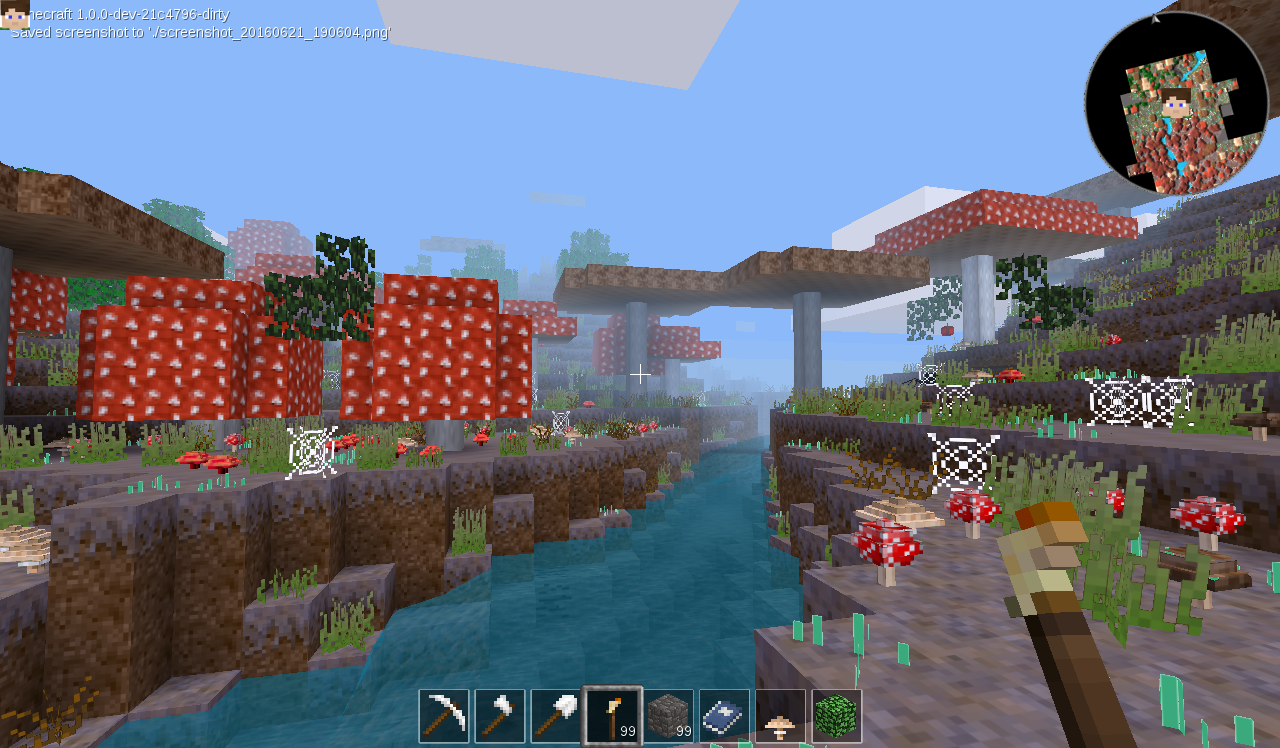 necraft 1.0.0-dev-21c4796-dirty
Saved screenshot to './screenshot_20160621_190604.png'
99
99